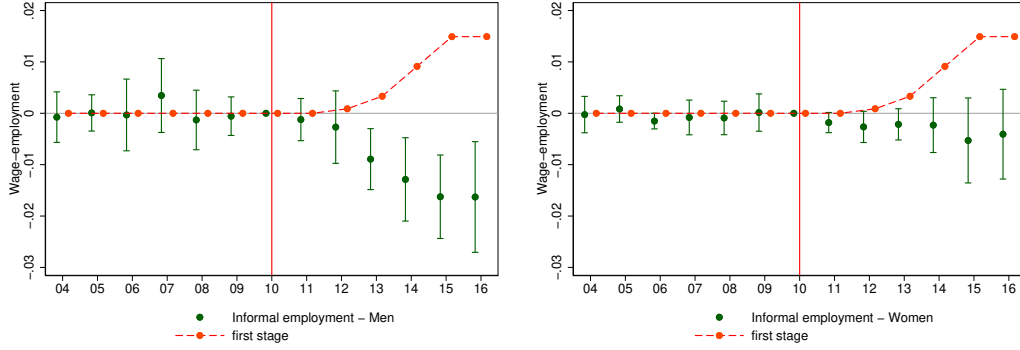 .02
.01
0
-.01
-.02
-.03
Wage-employment
04 05 06 07 08 09 10 11 12 13 14 15 16
Informal employment - Men
first stage
.02
.01
0
-.01
-.02
-.03
Wage-employment
04 05 06 07 08 09 10 11 12 13 14 15 16
Informal employment - Women
first stage